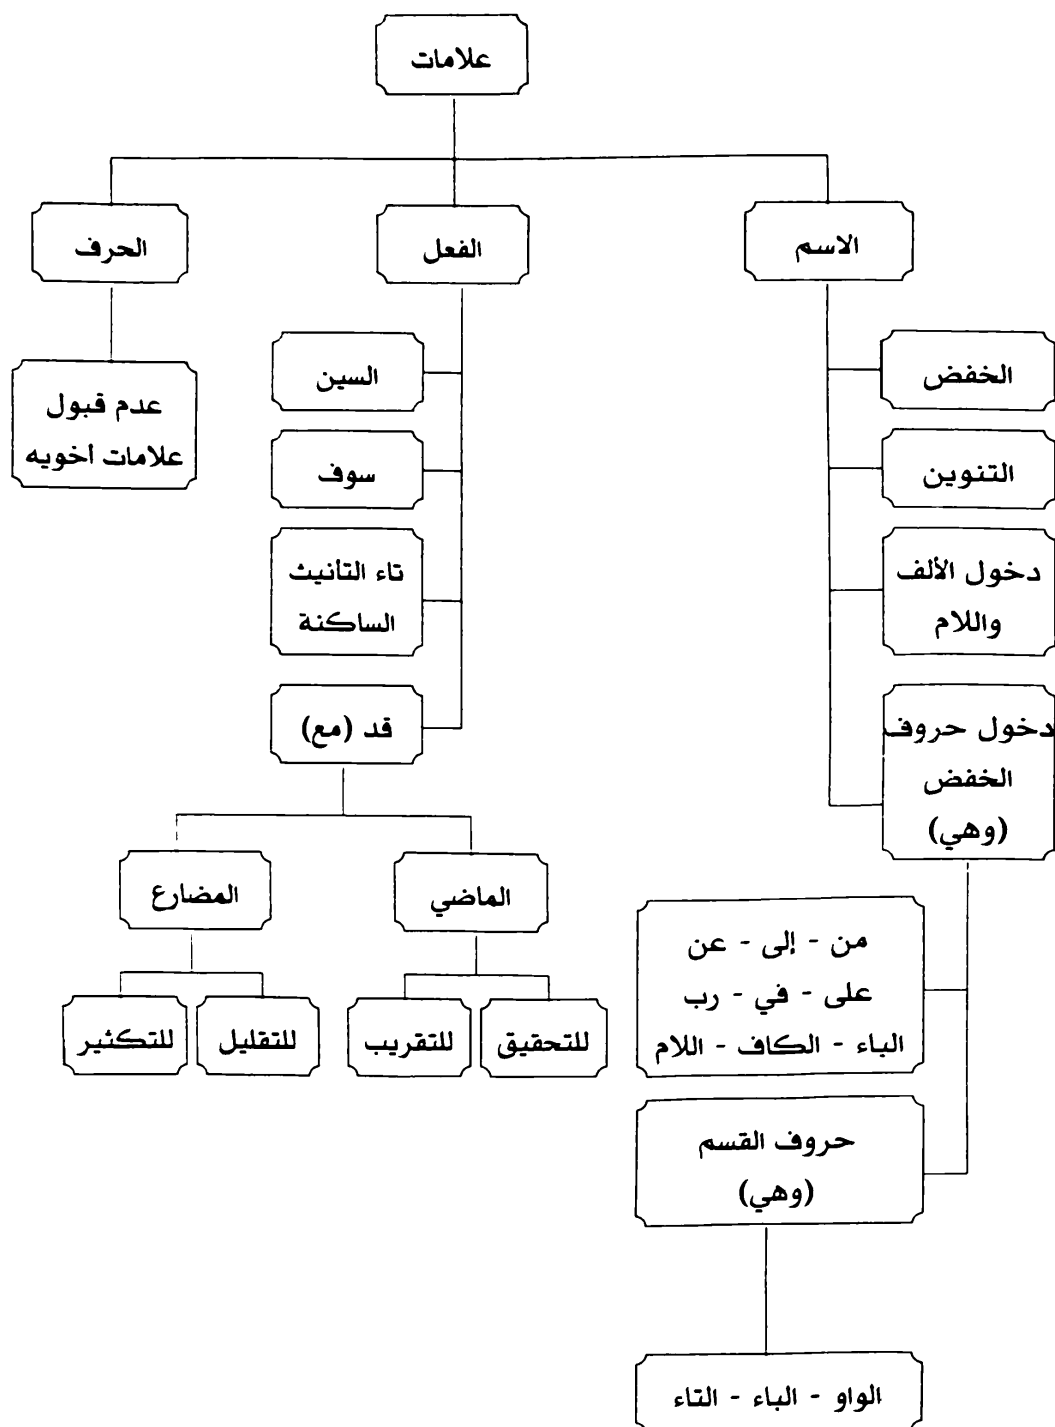 علامات
الاسم
الفعل
الحرف
الخفض
التنوين
دخول الألف
واللام
دخول حروف
الخفض
(وهي)
من - إلى - عن
على - في - رب
الباء - الكاف - اللام
حروف القسم
(وهي)
الواو - الباء - التاء
السين
سوف
تاء التأنيث
الساكنة
قد (مع)
الماضي
المضارع
للتحقيق
للتقريب
للتقليل
للتكثير
عدم قبول
علامات أخويه